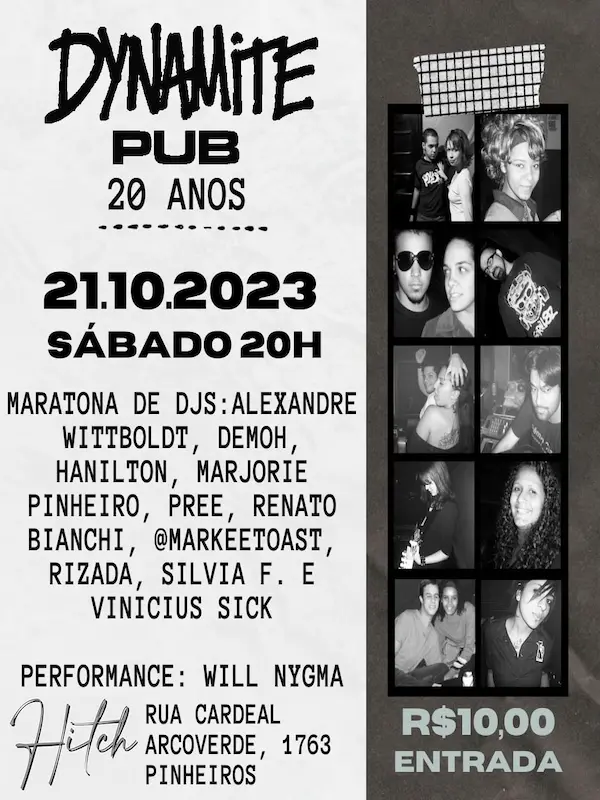 DYNAMiTE
PUB
20 ANOS
21.10.2023
SÁBADO 20H
MARATONA DE DJS:ALEXANDRE
WITTBOLDT, DEMOH,
HANILTON, MARJORIE
PINHEIRO, PREE, RENATO
BIANCHI, @MARKEETOAST,
RIZADA, SILVIA F. E
VINICIUS SICK
PERFORMANCE: WILL NYGMA
Hitch
RUA CARDEAL
ARCOVERDE, 1763
PINHEIROS
R$10,00
ENTRADA